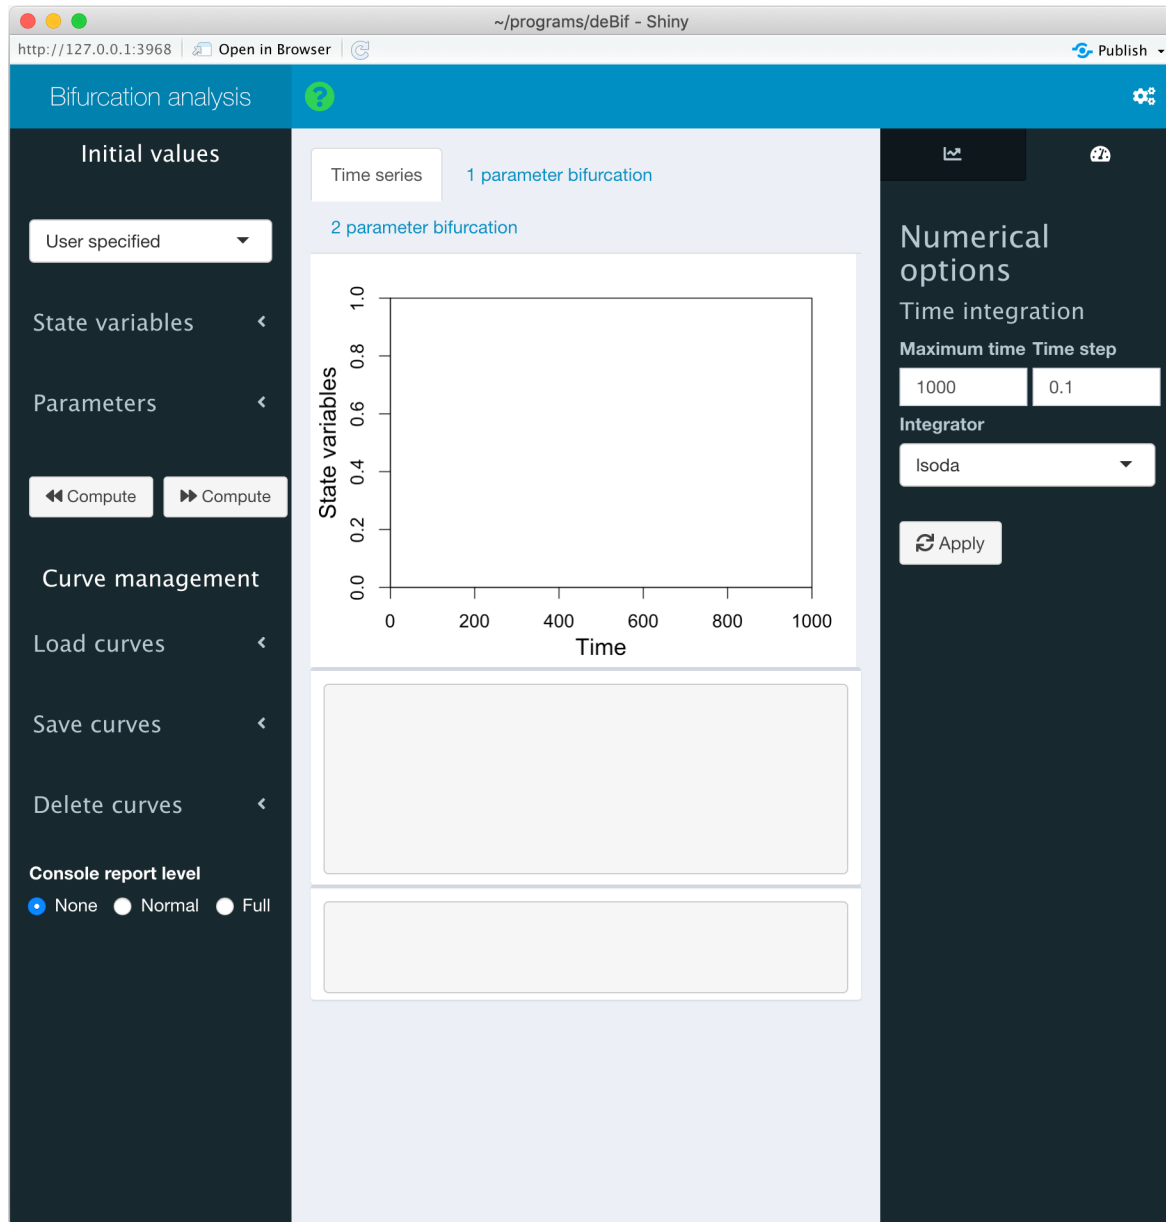 ~/programs/deBif - Shiny
http://127.0.0.1:3968 Open in Browser Publish
Bifurcation analysis ?
Initial values
User specified
State variables
Parameters
Compute Compute
Curve management
Load curves
Save curves
Delete curves
Console report level
None Normal Full
Time series 1 parameter bifurcation
2 parameter bifurcation
State variables
1.0
0.8
0.6
0.4
0.2
0.0
0 200 400 600 800 1000
Time
Numerical
options
Time integration
Maximum time Time step
1000 0.1
Integrator
lsoda
Apply